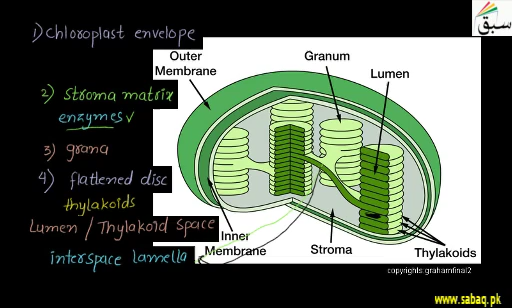 1) Chloroplast envelope
سبق
Outer
Membrane
Granum
Lumen
2) Stroma matrix
enzymes ✓
3) grana
4) flattened disc
thylakoids
Lumen / Thylakoid space
interspace lamella
Inner
Membrane
Stroma
Thylakoids
copyrights:grahamfinal2
www.sabaq.pk